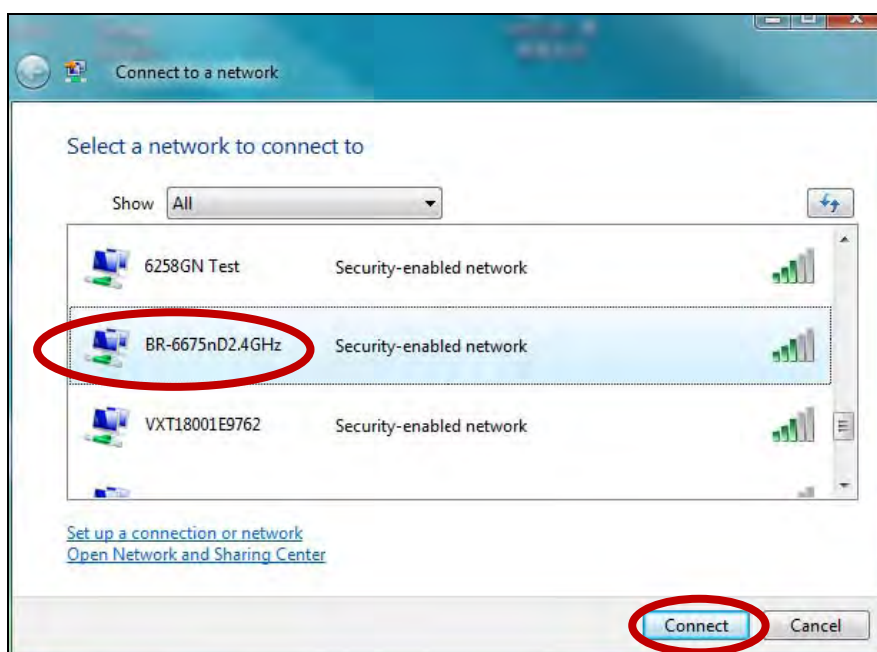 Connect to a network
Select a network to connect to
Show All
6258GN Test Security-enabled network
BR-6675nD2.4GHz Security-enabled network
VXT18001E9762 Security-enabled network
Set up a connection or network
Open Network and Sharing Center
Connect Cancel